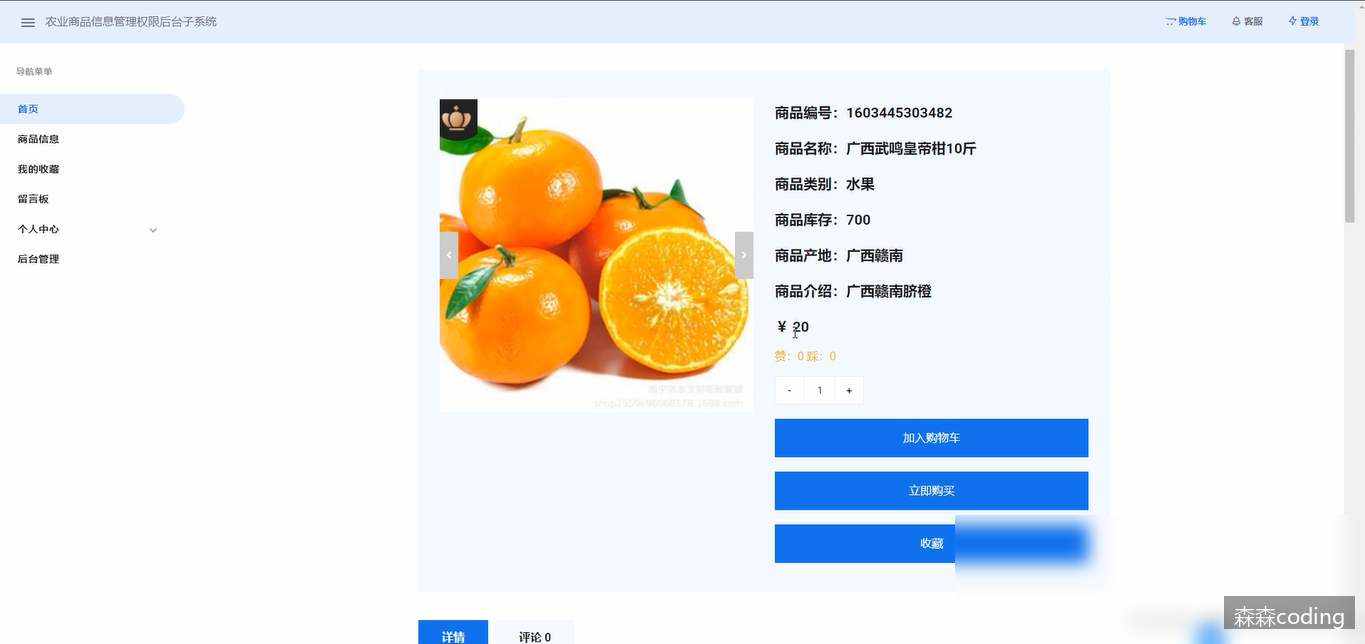 农业商品信息管理权限后台子系统
购物车 客服 登录
导航菜单
首页
商品信息
我的收藏
留言板
个人中心
后台管理
商品编号：1603445303482
商品名称：广西武鸣皇帝柑10斤
商品类别：水果
商品库存：700
商品产地：广西赣南
商品介绍：广西赣南脐橙
￥ 20
赞：0 踩：0
- 1 +
加入购物车
立即购买
收藏
详情 评论 0
森森coding